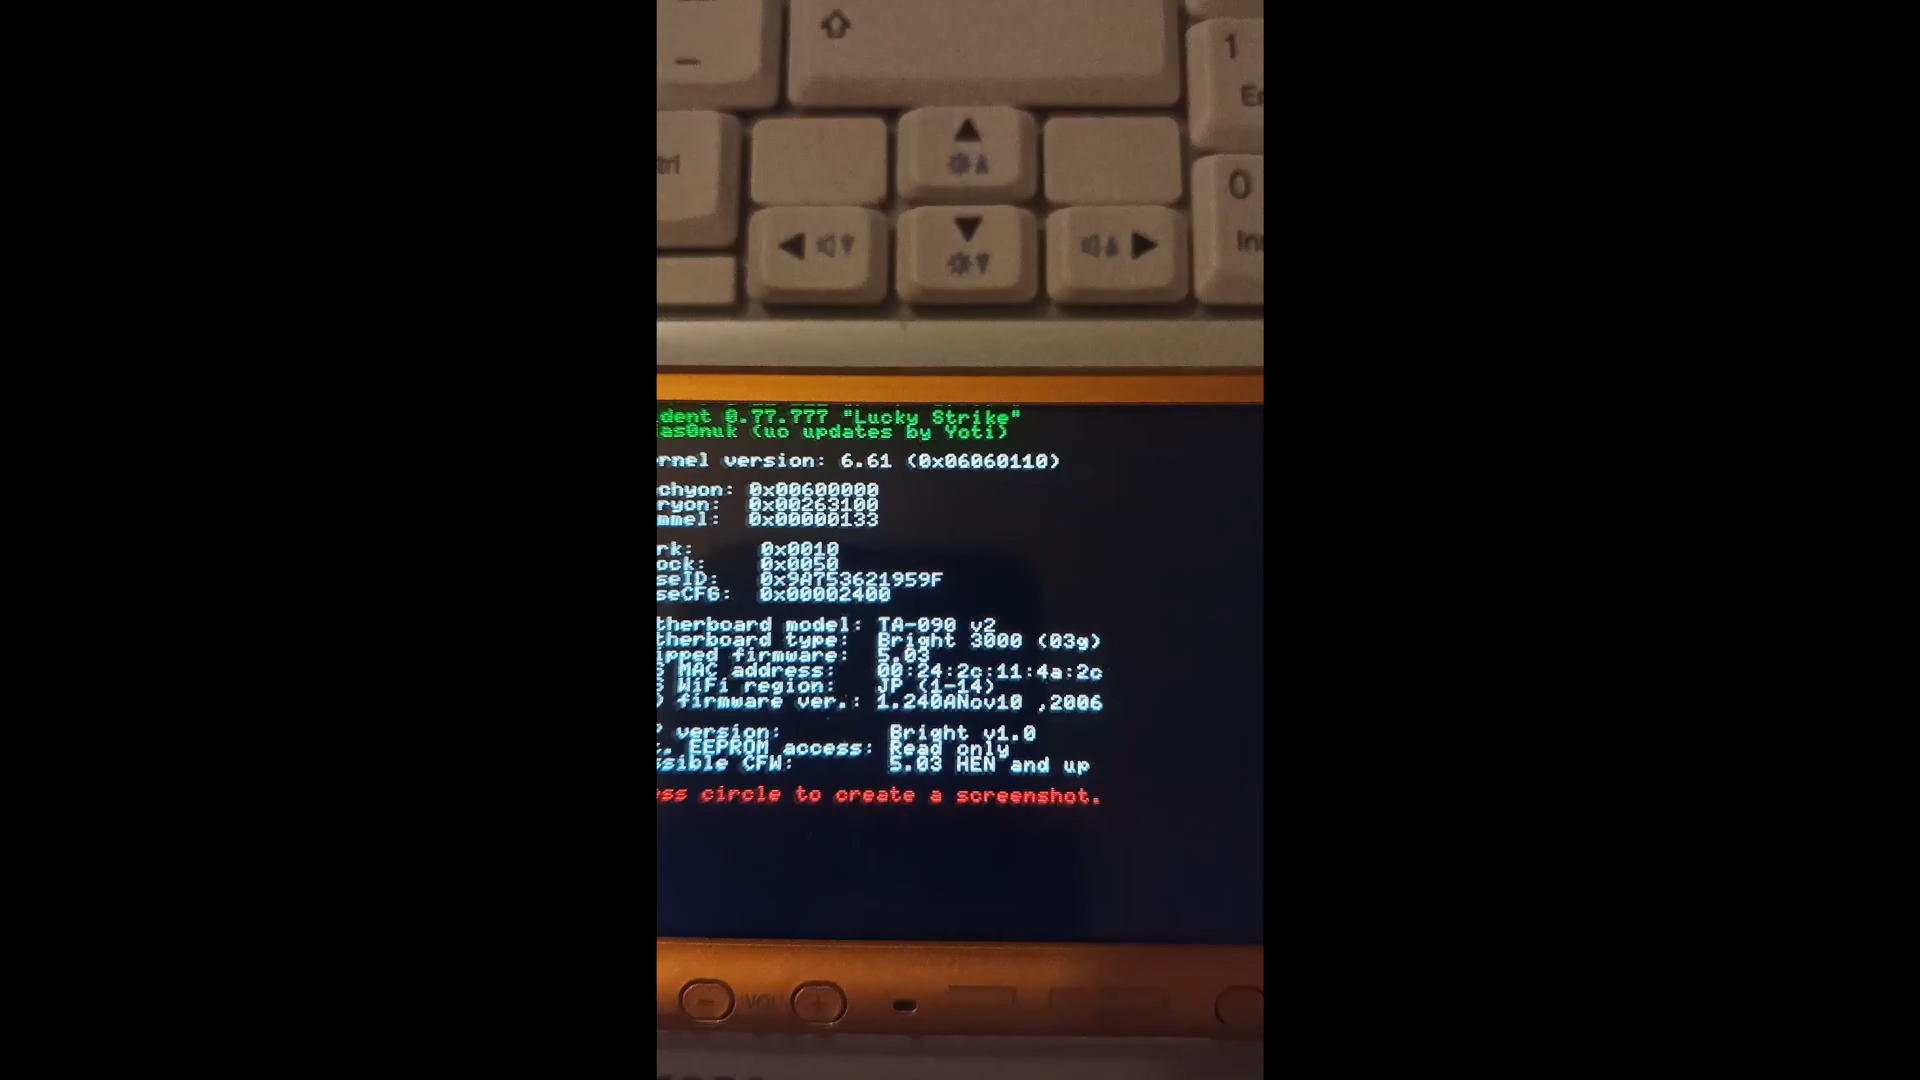 1
0
dent 0.77.777 "Lucky Strike"
as0nuk (uo updates by Yoti)
rnel version: 6.61 (0x06060110)
chyon: 0x00600000
ryon: 0x00263100
mmel: 0x00000133
rk: 0x0010
ock: 0x0050
seID: 0x9A753621959F
seCFG: 0x00002400
therboard model: TA-090 v2
therboard type: Bright 3000 (03g)
ipped firmware: 5.03
MAC address: 00:24:2c:11:4a:2c
WiFi region: JP (1-14)
firmware ver.: 1.240ANov10 ,2006
version: Bright v1.0
. EEPROM access: Read only
ssible CFW: 5.03 HEN and up
ess circle to create a screenshot.
- VOL +